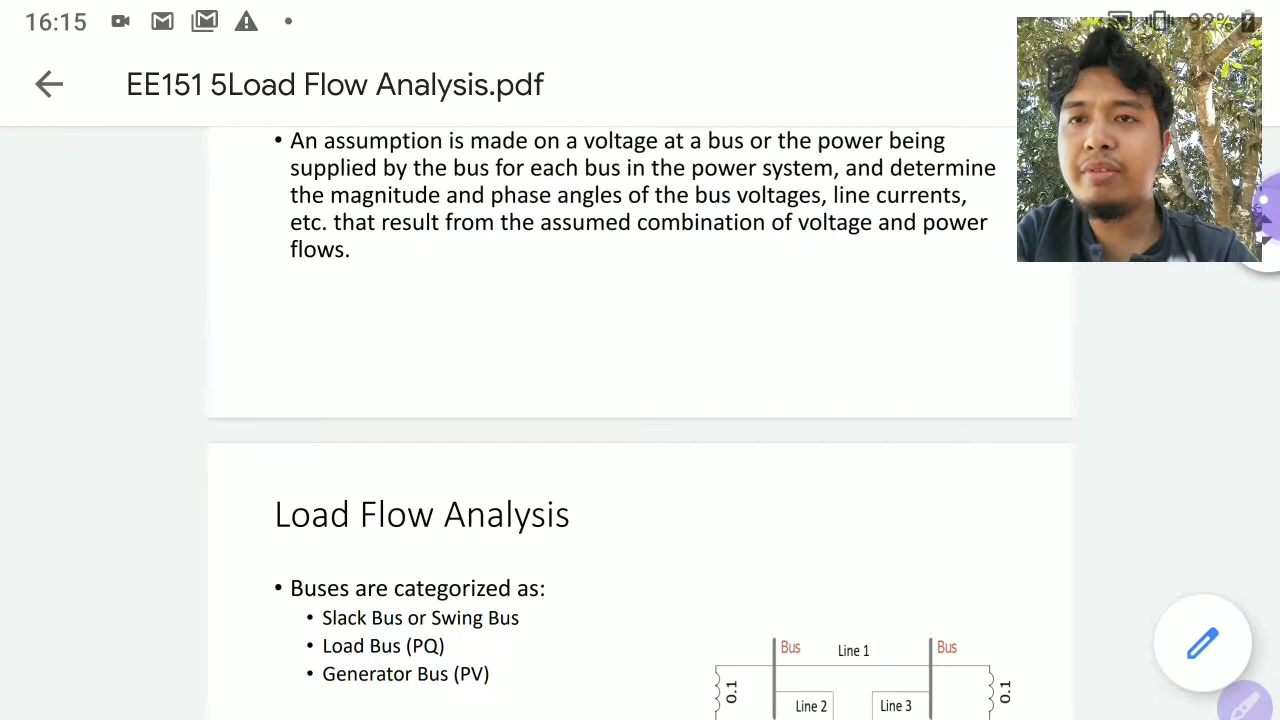 16:15
92%
EE151 5Load Flow Analysis.pdf
• An assumption is made on a voltage at a bus or the power being
supplied by the bus for each bus in the power system, and determine
the magnitude and phase angles of the bus voltages, line currents,
etc. that result from the assumed combination of voltage and power
flows.
Load Flow Analysis
• Buses are categorized as:
• Slack Bus or Swing Bus
• Load Bus (PQ)
• Generator Bus (PV)
Bus
Line 1
Bus
0.1
Line 2
Line 3
0.1